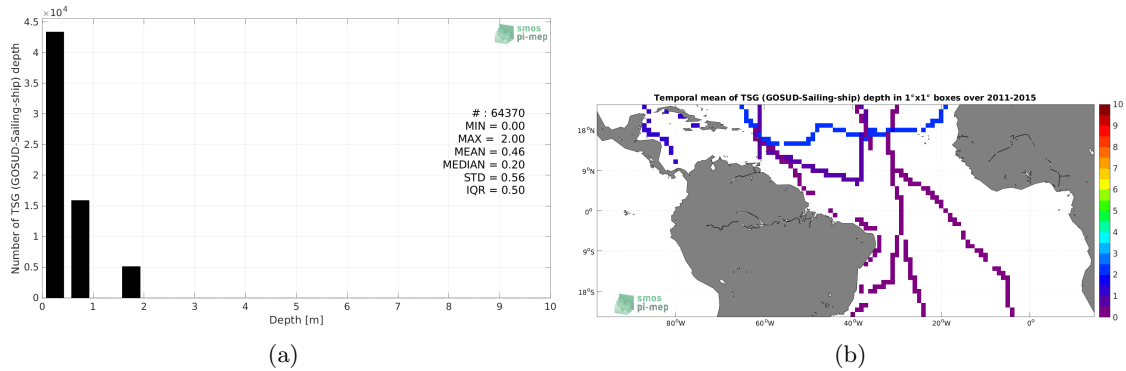 ×10⁴
4.5
4
3.5
3
2.5
2
1.5
1
0.5
0
Number of TSG (GOSUD-Sailing-ship) depth
smos
pi-mep
# : 64370
MIN = 0.00
MAX = 2.00
MEAN = 0.46
MEDIAN = 0.20
STD = 0.56
IQR = 0.50
0 1 2 3 4 5 6 7 8 9 10
Depth [m]
(a)
Temporal mean of TSG (GOSUD-Sailing-ship) depth in 1°x1° boxes over 2011-2015
18°N
9°N
0°
9°S
18°S
smos
pi-mep
80°W 60°W 40°W 20°W 0°
10
9
8
7
6
5
4
3
2
1
0
(b)